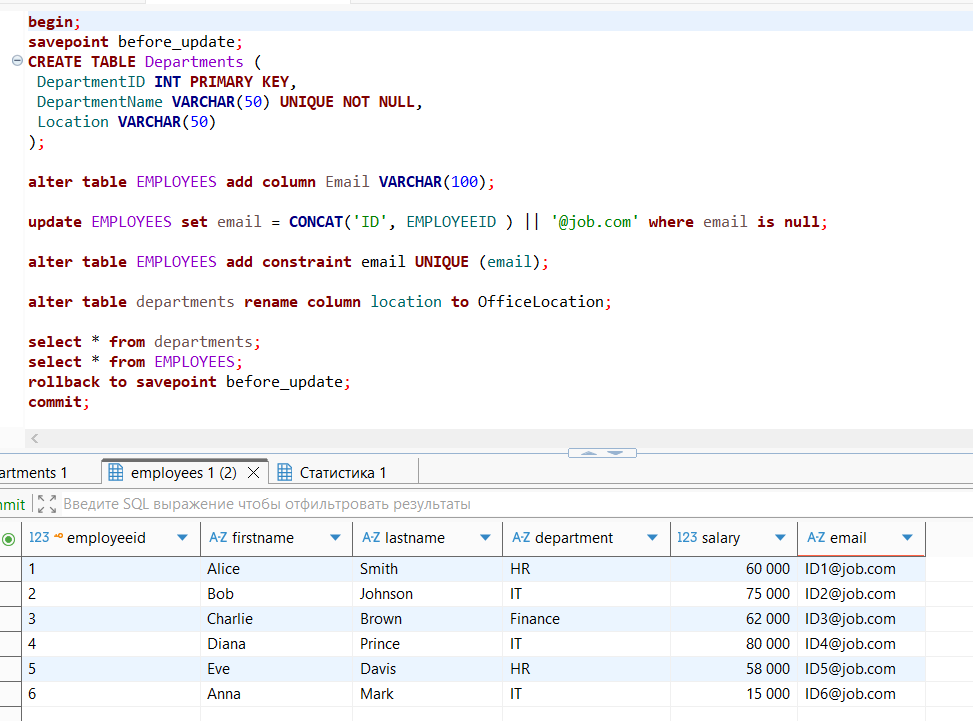 begin;
savepoint before_update;
CREATE TABLE Departments (
DepartmentID INT PRIMARY KEY,
DepartmentName VARCHAR(50) UNIQUE NOT NULL,
Location VARCHAR(50)
);
alter table EMPLOYEES add column Email VARCHAR(100);
update EMPLOYEES set email = CONCAT('ID', EMPLOYEEID ) || '@job.com' where email is null;
alter table EMPLOYEES add constraint email UNIQUE (email);
alter table departments rename column location to OfficeLocation;
select * from departments;
select * from EMPLOYEES;
rollback to savepoint before_update;
commit;
artments 1 employees 1 (2) Статистика 1
mit Введите SQL выражение чтобы отфильтровать результаты
123 employeeid A-Z firstname A-Z lastname A-Z department 123 salary A-Z email
1 Alice Smith HR 60 000 ID1@job.com
2 Bob Johnson IT 75 000 ID2@job.com
3 Charlie Brown Finance 62 000 ID3@job.com
4 Diana Prince IT 80 000 ID4@job.com
5 Eve Davis HR 58 000 ID5@job.com
6 Anna Mark IT 15 000 ID6@job.com